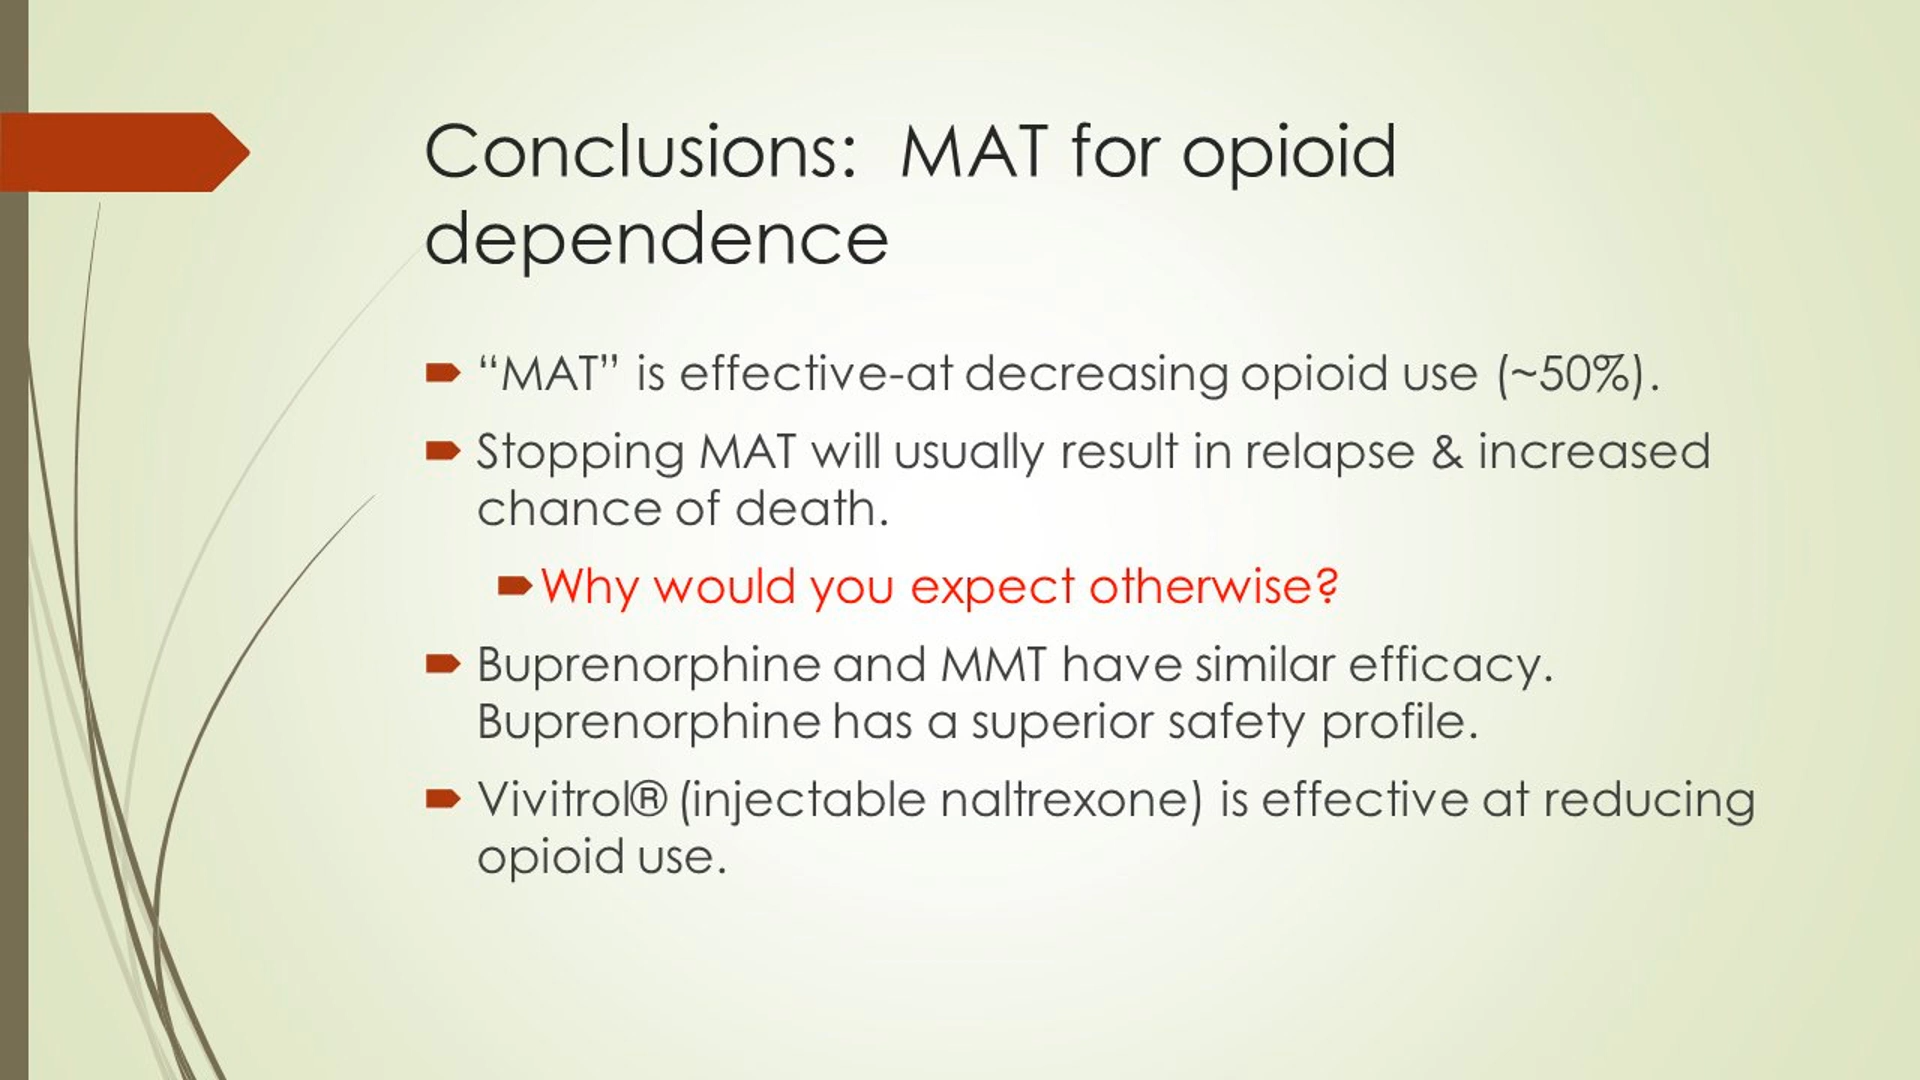 Conclusions:  MAT for opioid
dependence
“MAT” is effective-at decreasing opioid use (~50%).
Stopping MAT will usually result in relapse & increased
chance of death.
Why would you expect otherwise?
Buprenorphine and MMT have similar efficacy.
Buprenorphine has a superior safety profile.
Vivitrol® (injectable naltrexone) is effective at reducing
opioid use.